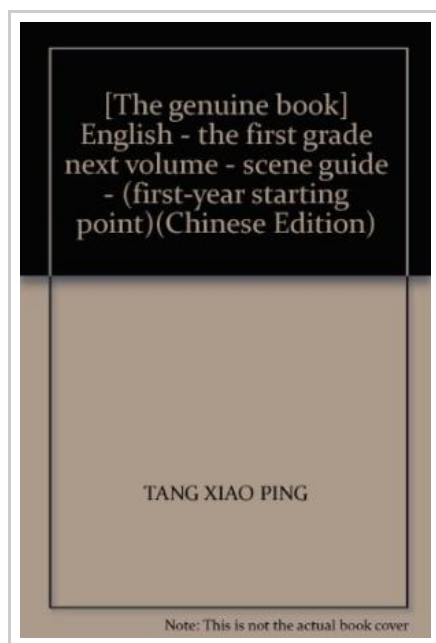 [The genuine book]
English - the first grade
next volume - scene guide
- (first-year starting
point)(Chinese Edition)
TANG XIAO PING
Note: This is not the actual book cover